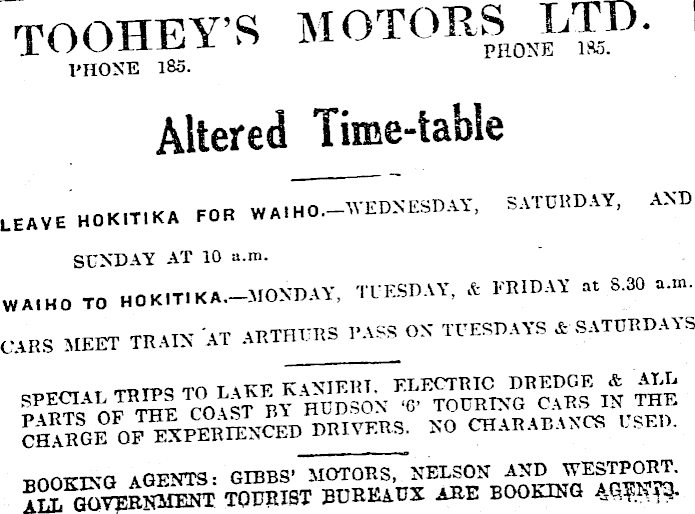 TOOHEY'S MOTORS LTD.
PHONE 185. PHONE 185.
Altered Time-table
LEAVE HOKITIKA FOR WAIHO.—WEDNESDAY, SATURDAY, AND
SUNDAY AT 10 a.m.
WAIHO TO HOKITIKA.—MONDAY, TUESDAY, & FRIDAY at 8.30 a.m.
CARS MEET TRAIN AT ARTHURS PASS ON TUESDAYS & SATURDAYS
SPECIAL TRIPS TO LAKE KANIERI, ELECTRIC DREDGE & ALL
PARTS OF THE COAST BY HUDSON '6' TOURING CARS IN THE
CHARGE OF EXPERIENCED DRIVERS. NO CHARABANCS USED.
BOOKING AGENTS: GIBBS' MOTORS, NELSON AND WESTPORT.
ALL GOVERNMENT TOURIST BUREAUX ARE BOOKING AGENTS.